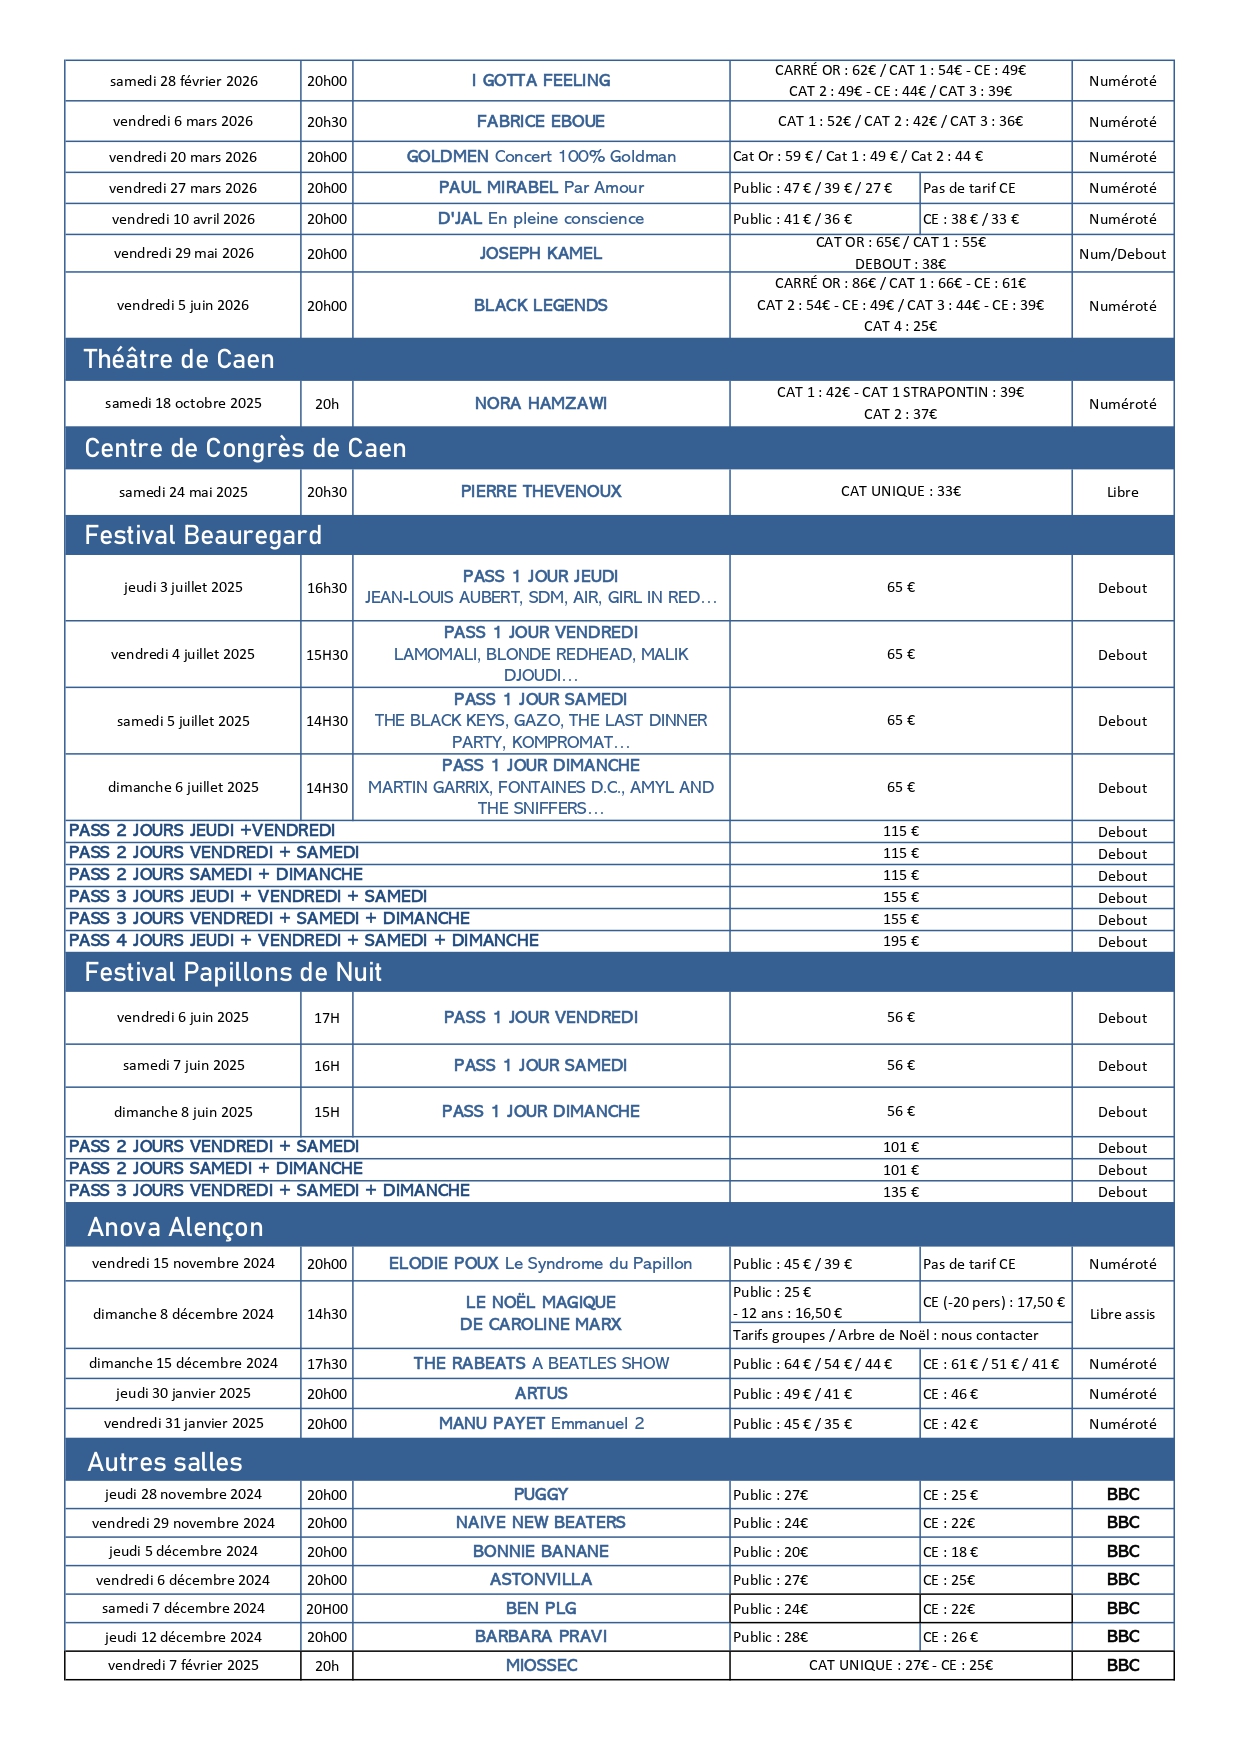 samedi 28 février 2026 20h00 I GOTTA FEELING CARRÉ OR : 62€ / CAT 1 : 54€ - CE : 49€
CAT 2 : 49€ - CE : 44€ / CAT 3 : 39€ Numéroté
vendredi 6 mars 2026 20h30 FABRICE EBOUE CAT 1 : 52€ / CAT 2 : 42€ / CAT 3 : 36€ Numéroté
vendredi 20 mars 2026 20h00 GOLDMEN Concert 100% Goldman Cat Or : 59 € / Cat 1 : 49 € / Cat 2 : 44 € Numéroté
vendredi 27 mars 2026 20h00 PAUL MIRABEL Par Amour Public : 47 € / 39 € / 27 € Pas de tarif CE Numéroté
vendredi 10 avril 2026 20h00 D'JAL En pleine conscience Public : 41 € / 36 € CE : 38 € / 33 € Numéroté
vendredi 29 mai 2026 20h00 JOSEPH KAMEL CAT OR : 65€ / CAT 1 : 55€
DEBOUT : 38€ Num/Debout
vendredi 5 juin 2026 20h00 BLACK LEGENDS CARRÉ OR : 86€ / CAT 1 : 66€ - CE : 61€
CAT 2 : 54€ - CE : 49€ / CAT 3 : 44€ - CE : 39€
CAT 4 : 25€ Numéroté
Théâtre de Caen
samedi 18 octobre 2025 20h NORA HAMZAWI CAT 1 : 42€ - CAT 1 STRAPONTIN : 39€
CAT 2 : 37€ Numéroté
Centre de Congrès de Caen
samedi 24 mai 2025 20h30 PIERRE THEVENOUX CAT UNIQUE : 33€ Libre
Festival Beauregard
jeudi 3 juillet 2025 16h30 PASS 1 JOUR JEUDI
JEAN-LOUIS AUBERT, SDM, AIR, GIRL IN RED... 65 € Debout
vendredi 4 juillet 2025 15H30 PASS 1 JOUR VENDREDI
LAMOMALI, BLONDE REDHEAD, MALIK
DJOUDI... 65 € Debout
samedi 5 juillet 2025 14H30 PASS 1 JOUR SAMEDI
THE BLACK KEYS, GAZO, THE LAST DINNER
PARTY, KOMPROMAT... 65 € Debout
dimanche 6 juillet 2025 14H30 PASS 1 JOUR DIMANCHE
MARTIN GARRIX, FONTAINES D.C., AMYL AND
THE SNIFFERS... 65 € Debout
PASS 2 JOURS JEUDI +VENDREDI 115 € Debout
PASS 2 JOURS VENDREDI + SAMEDI 115 € Debout
PASS 2 JOURS SAMEDI + DIMANCHE 115 € Debout
PASS 3 JOURS JEUDI + VENDREDI + SAMEDI 155 € Debout
PASS 3 JOURS VENDREDI + SAMEDI + DIMANCHE 155 € Debout
PASS 4 JOURS JEUDI + VENDREDI + SAMEDI + DIMANCHE 195 € Debout
Festival Papillons de Nuit
vendredi 6 juin 2025 17H PASS 1 JOUR VENDREDI 56 € Debout
samedi 7 juin 2025 16H PASS 1 JOUR SAMEDI 56 € Debout
dimanche 8 juin 2025 15H PASS 1 JOUR DIMANCHE 56 € Debout
PASS 2 JOURS VENDREDI + SAMEDI 101 € Debout
PASS 2 JOURS SAMEDI + DIMANCHE 101 € Debout
PASS 3 JOURS VENDREDI + SAMEDI + DIMANCHE 135 € Debout
Anova Alençon
vendredi 15 novembre 2024 20h00 ELODIE POUX Le Syndrome du Papillon Public : 45 € / 39 € Pas de tarif CE Numéroté
dimanche 8 décembre 2024 14h30 LE NOËL MAGIQUE
DE CAROLINE MARX Public : 25 €
- 12 ans : 16,50 € CE (-20 pers) : 17,50 € Libre assis
Tarifs groupes / Arbre de Noël : nous contacter
dimanche 15 décembre 2024 17h30 THE RABEATS A BEATLES SHOW Public : 64 € / 54 € / 44 € CE : 61 € / 51 € / 41 € Numéroté
jeudi 30 janvier 2025 20h00 ARTUS Public : 49 € / 41 € CE : 46 € Numéroté
vendredi 31 janvier 2025 20h00 MANU PAYET Emmanuel 2 Public : 45 € / 35 € CE : 42 € Numéroté
Autres salles
jeudi 28 novembre 2024 20h00 PUGGY Public : 27€ CE : 25 € BBC
vendredi 29 novembre 2024 20h00 NAIVE NEW BEATERS Public : 24€ CE : 22€ BBC
jeudi 5 décembre 2024 20h00 BONNIE BANANE Public : 20€ CE : 18 € BBC
vendredi 6 décembre 2024 20h00 ASTONVILLA Public : 27€ CE : 25€ BBC
samedi 7 décembre 2024 20H00 BEN PLG Public : 24€ CE : 22€ BBC
jeudi 12 décembre 2024 20h00 BARBARA PRAVI Public : 28€ CE : 26 € BBC
vendredi 7 février 2025 20h MIOSSEC CAT UNIQUE : 27€ - CE : 25€ BBC